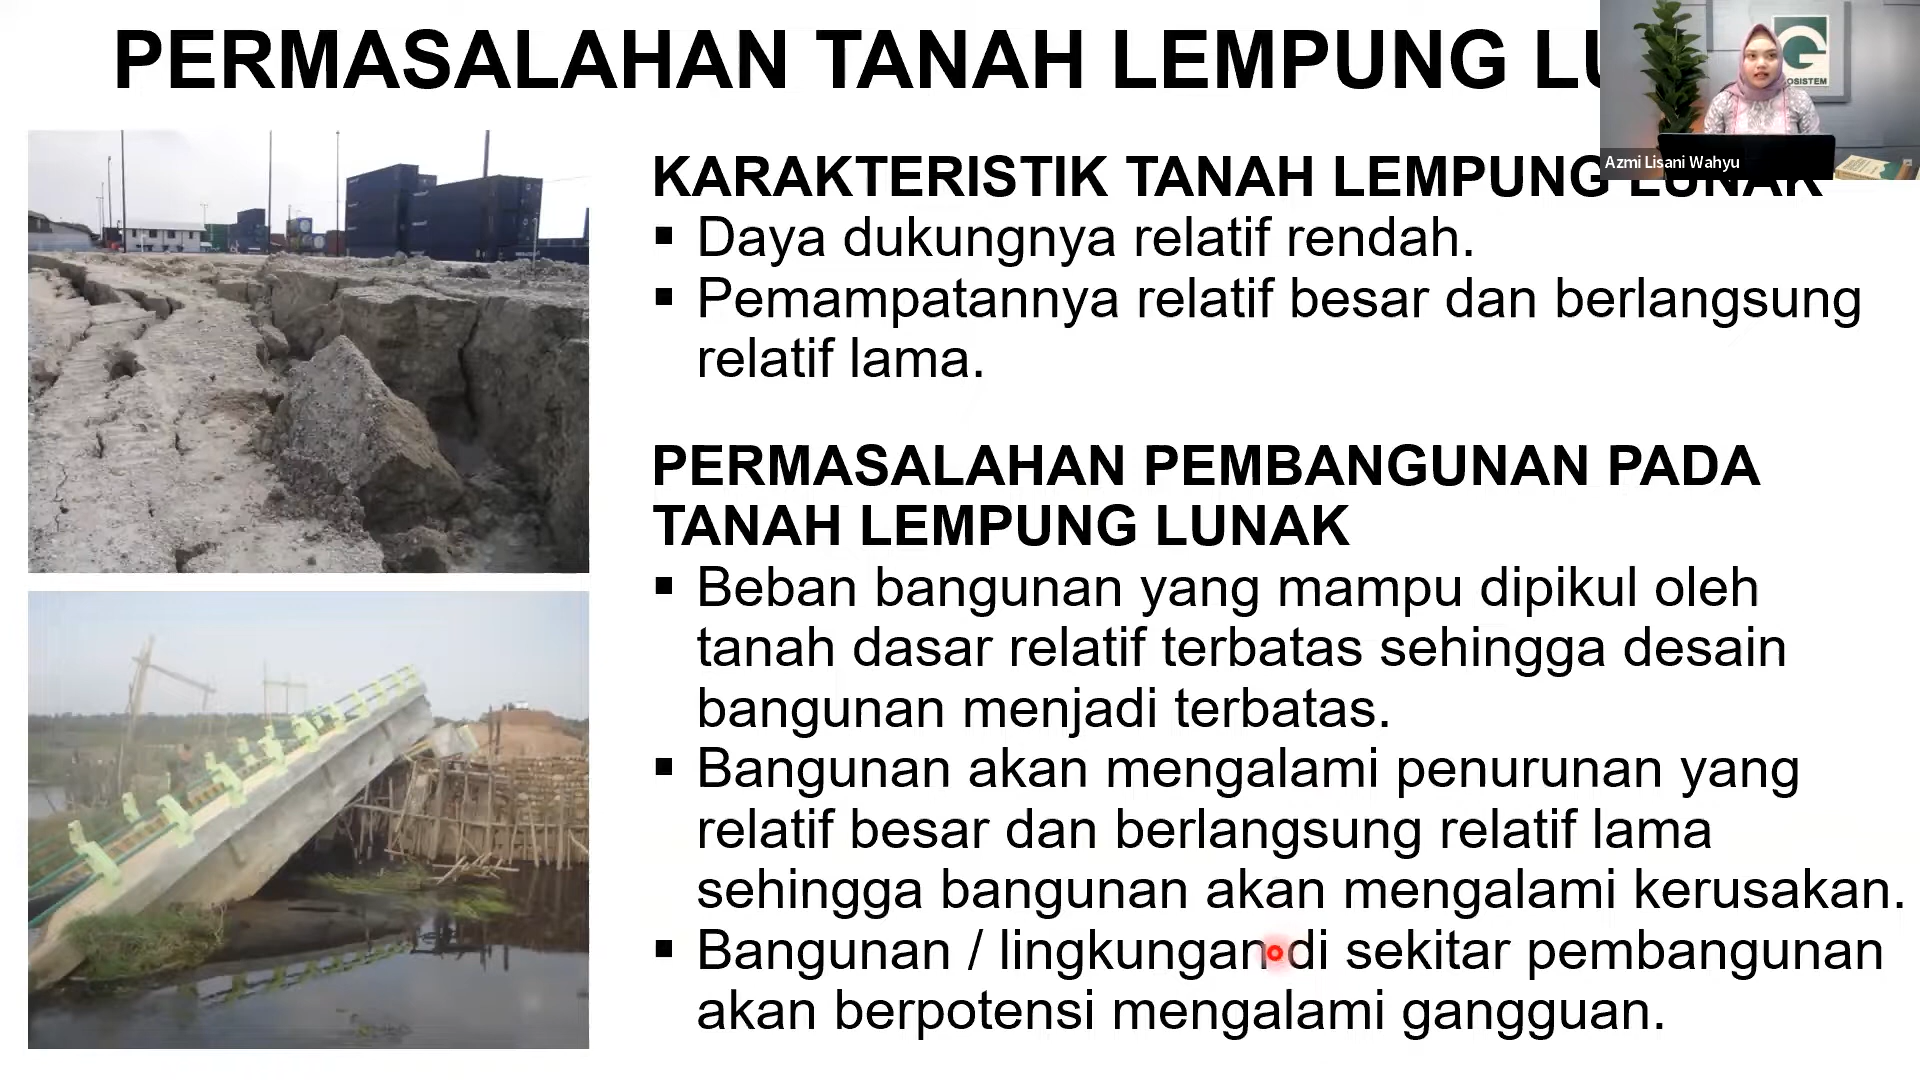 PERMASALAHAN TANAH LEMPUNG
OSISTEM
Azmi Lisani Wahyu
KARAKTERISTIK TANAH LEMPUNG LUNAK
▪ Daya dukungnya relatif rendah.
▪ Pemampatannya relatif besar dan berlangsung
relatif lama.
PERMASALAHAN PEMBANGUNAN PADA
TANAH LEMPUNG LUNAK
▪ Beban bangunan yang mampu dipikul oleh
tanah dasar relatif terbatas sehingga desain
bangunan menjadi terbatas.
▪ Bangunan akan mengalami penurunan yang
relatif besar dan berlangsung relatif lama
sehingga bangunan akan mengalami kerusakan.
▪ Bangunan / lingkungan di sekitar pembangunan
akan berpotensi mengalami gangguan.